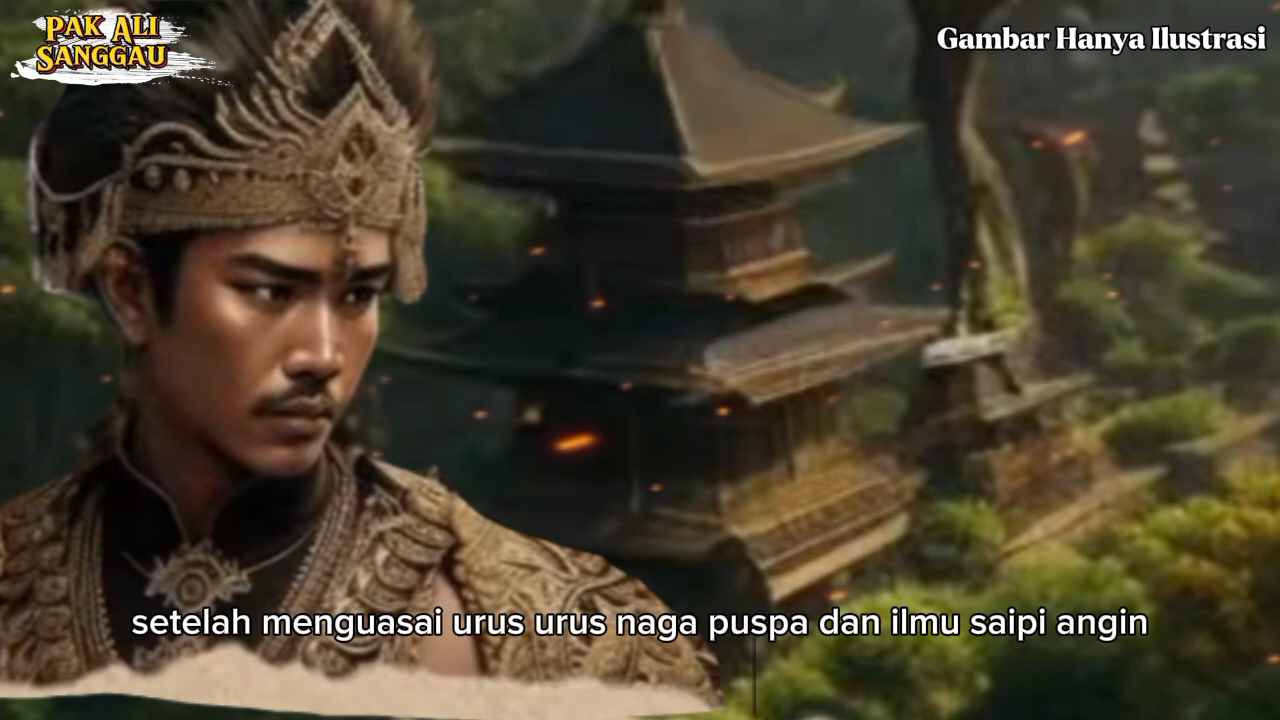 PAK ALI
SANGGAU
Gambar Hanya Ilustrasi
setelah menguasai urus urus naga puspa dan ilmu saipi angin